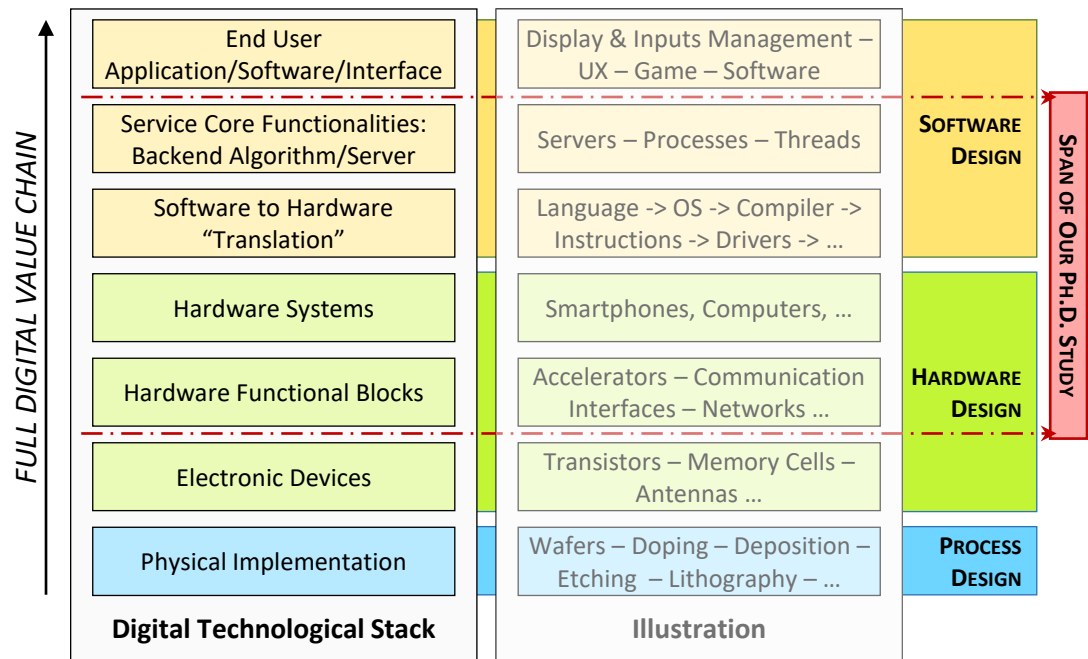 FULL DIGITAL VALUE CHAIN
End User
Application/Software/Interface
Display & Inputs Management –
UX – Game – Software
Service Core Functionalities:
Backend Algorithm/Server
Servers – Processes – Threads
Software to Hardware
“Translation”
Language -> OS -> Compiler ->
Instructions -> Drivers -> …
SOFTWARE
DESIGN
Hardware Systems
Smartphones, Computers, …
Hardware Functional Blocks
Accelerators – Communication
Interfaces – Networks …
HARDWARE
DESIGN
Electronic Devices
Transistors – Memory Cells –
Antennas …
Physical Implementation
Wafers – Doping – Deposition –
Etching – Lithography – …
PROCESS
DESIGN
SPAN OF OUR PH.D. STUDY
Digital Technological Stack
Illustration